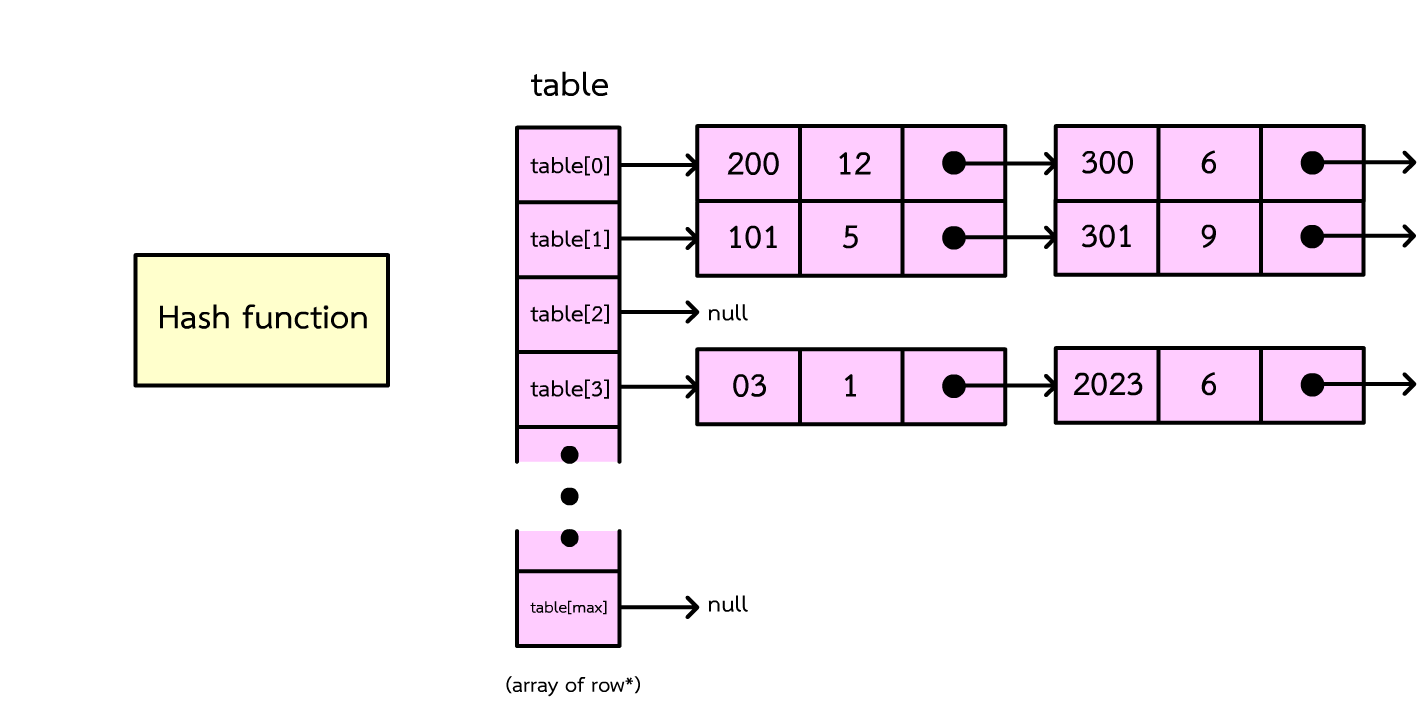 table
table[0] 200 12 300 6
table[1] 101 5 301 9
Hash function
table[2] null
table[3] 03 1 2023 6
table[max] null
(array of row*)